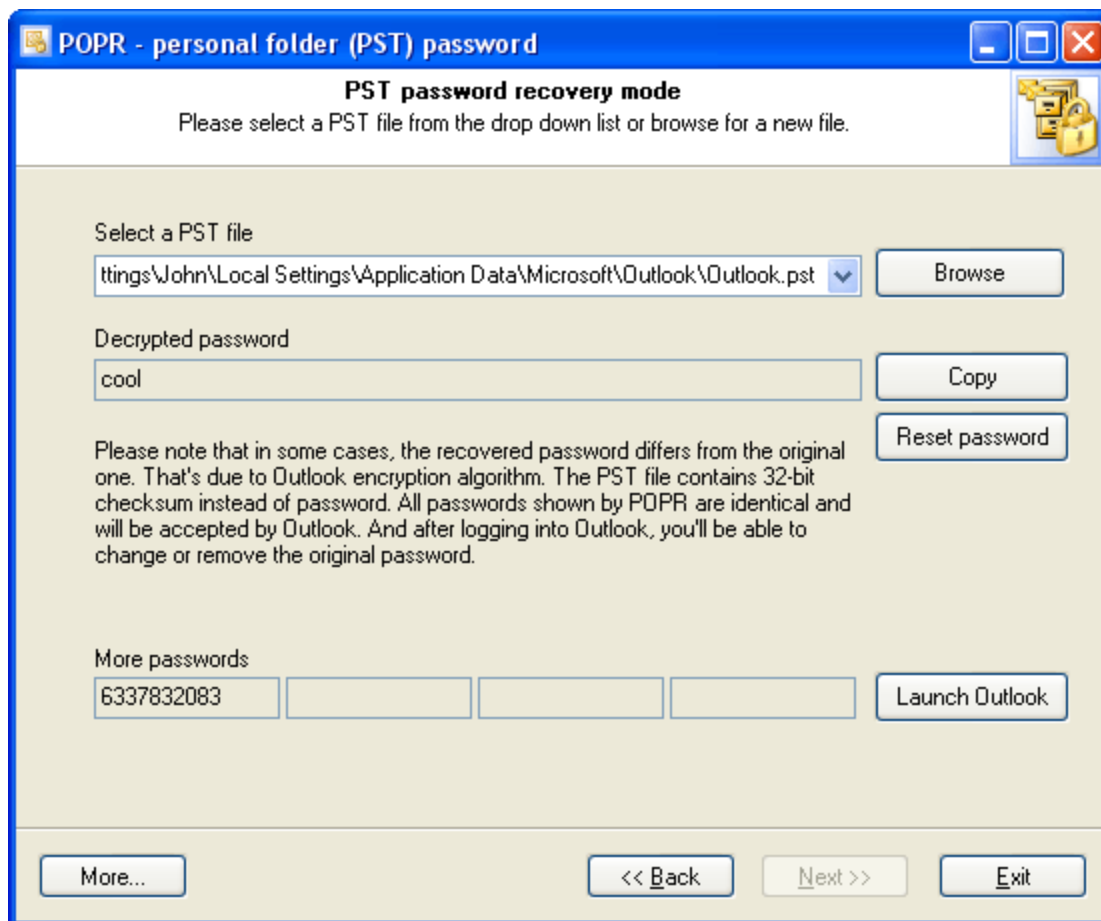 POPR - personal folder (PST) password
PST password recovery mode
Please select a PST file from the drop down list or browse for a new file.
Select a PST file
ttings\John\Local Settings\Application Data\Microsoft\Outlook\Outlook.pst
Browse
Decrypted password
cool
Copy
Reset password
Please note that in some cases, the recovered password differs from the original
one. That's due to Outlook encryption algorithm. The PST file contains 32-bit
checksum instead of password. All passwords shown by POPR are identical and
will be accepted by Outlook. And after logging into Outlook, you'll be able to
change or remove the original password.
More passwords
6337832083
Launch Outlook
More...
<< Back
Next >>
Exit